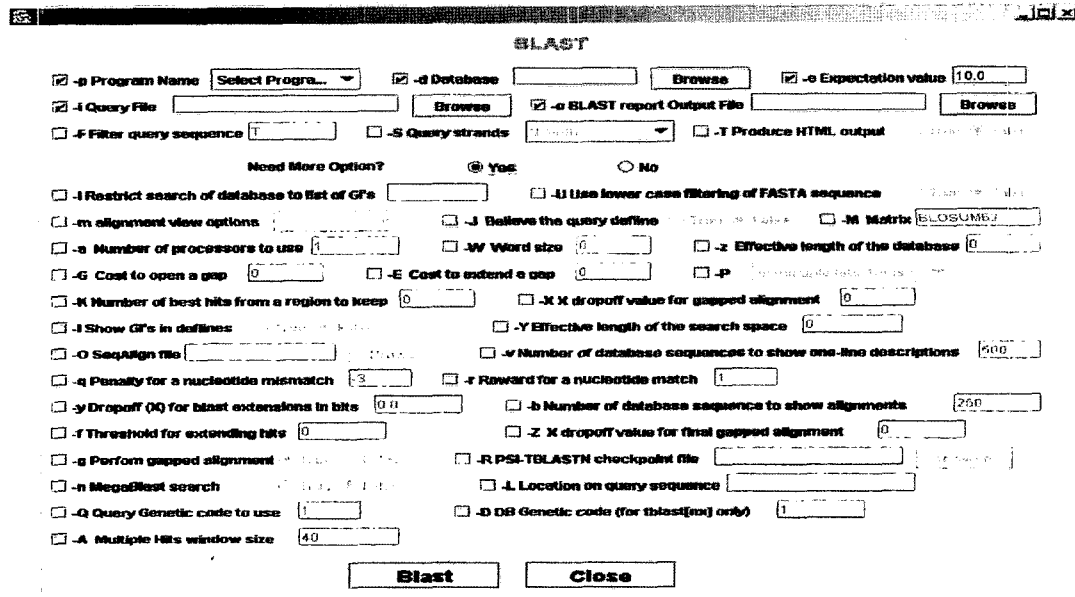 BLAST
-p Program Name Select Progra... -d Database Browse -e Expectation value 10.0
-i Query File Browse -o BLAST report Output File Browse
-F Filter query sequence T -S Query strands -T Produce HTML output
Need More Option? Yes No
-l Restrict search of database to list of GI's -U Use lower case filtering of FASTA sequence
-m alignment view options -J Believe the query define -M Matrix BLOSUM62
-a Number of processors to use 1 -W Word size 0 -z Effective length of the database 0
-G Cost to open a gap 0 -E Cost to extend a gap 0 -P
-K Number of best hits from a region to keep 0 -X X dropoff value for gapped alignment 0
-I Show GI's in deflines -Y Effective length of the search space 0
-O SeqAlign file -v Number of database sequences to show one-line descriptions 500
-q Penalty for a nucleotide mismatch -3 -r Reward for a nucleotide match 1
-y Dropoff (X) for blast extensions in bits 0.0 -b Number of database sequence to show alignments 250
-f Threshold for extending hits 0 -Z X dropoff value for final gapped alignment 0
-g Perfom gapped alignment -R PSI-TBLASTN checkpoint file
-n MegaBlast search -L Location on query sequence
-Q Query Genetic code to use 1 -D DB Genetic code (for tblast[nx] only) 1
-A Multiple Hits window size 40
Blast Close